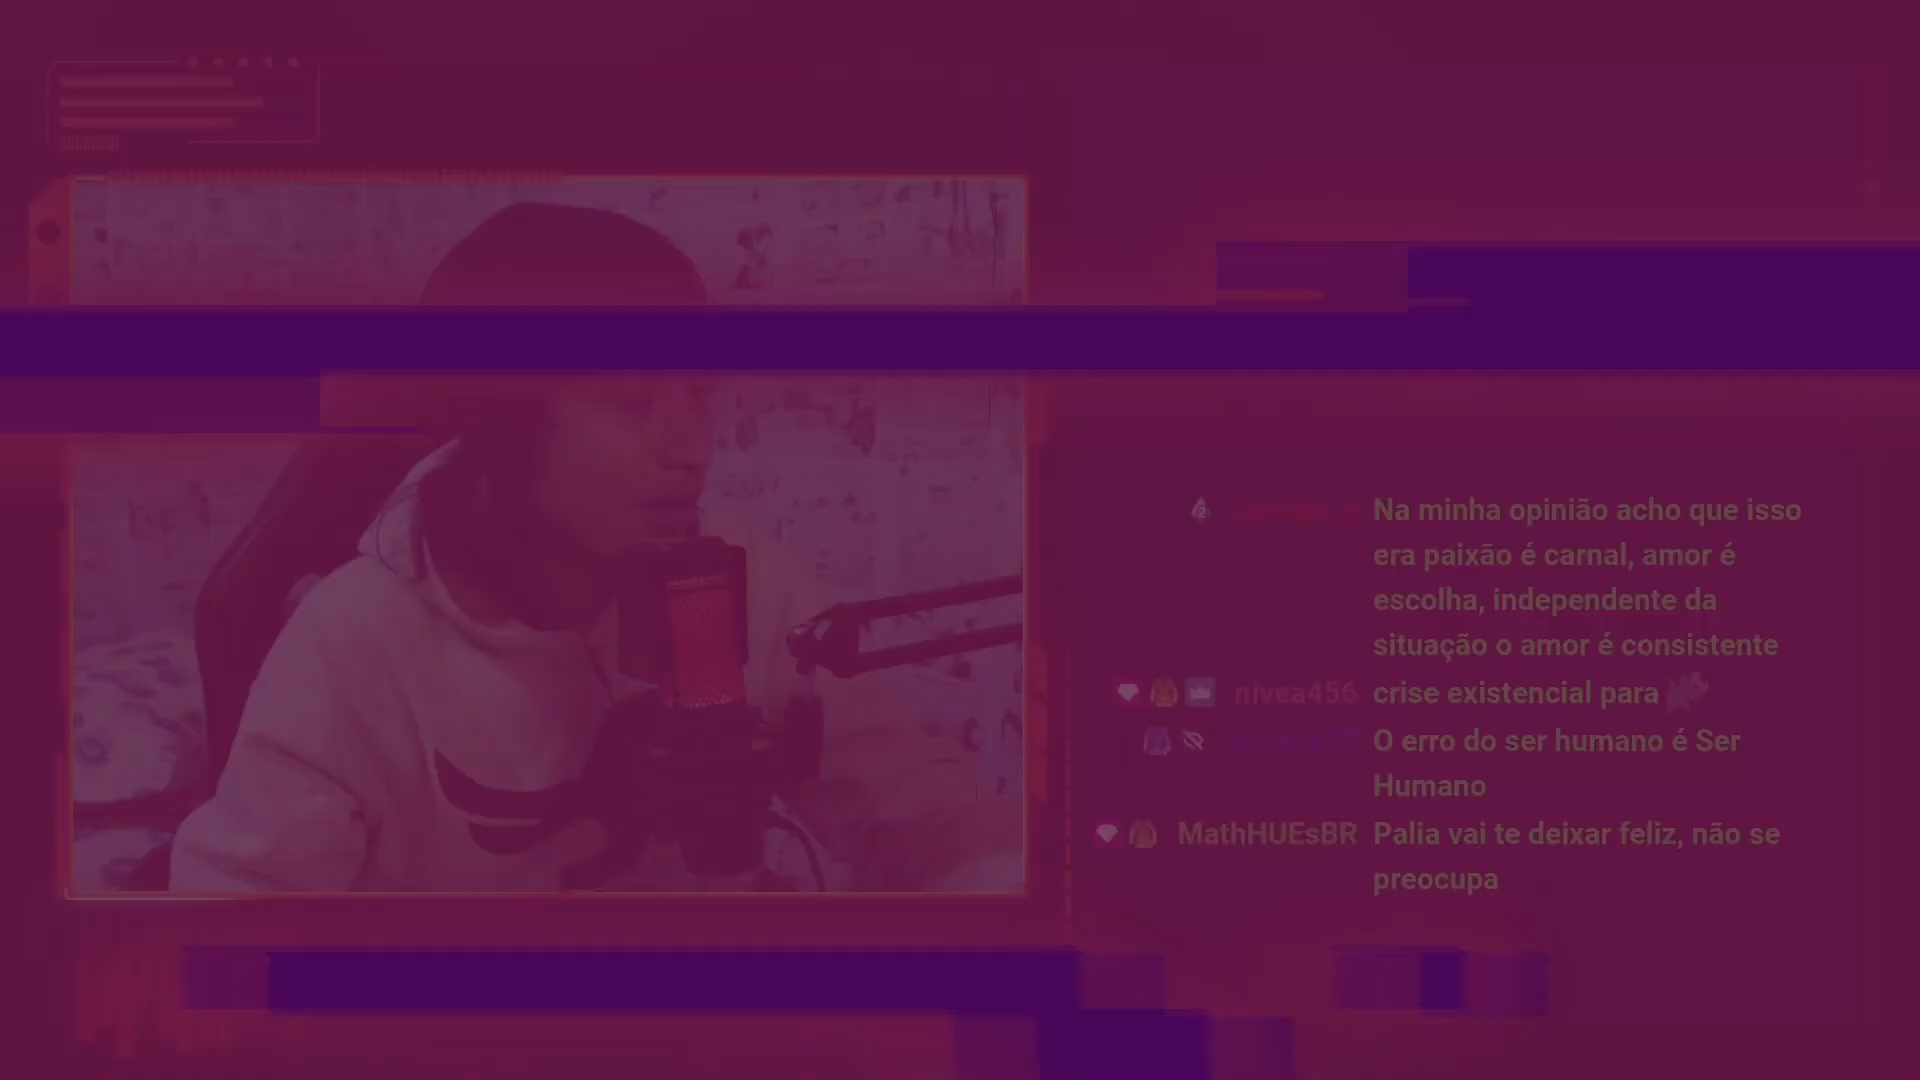 Na minha opinião acho que isso
era paixão é carnal, amor é
escolha, independente da
situação o amor é consistente
nivea456 crise existencial para
O erro do ser humano é Ser
Humano
MathHUEsBR Palia vai te deixar feliz, não se
preocupa